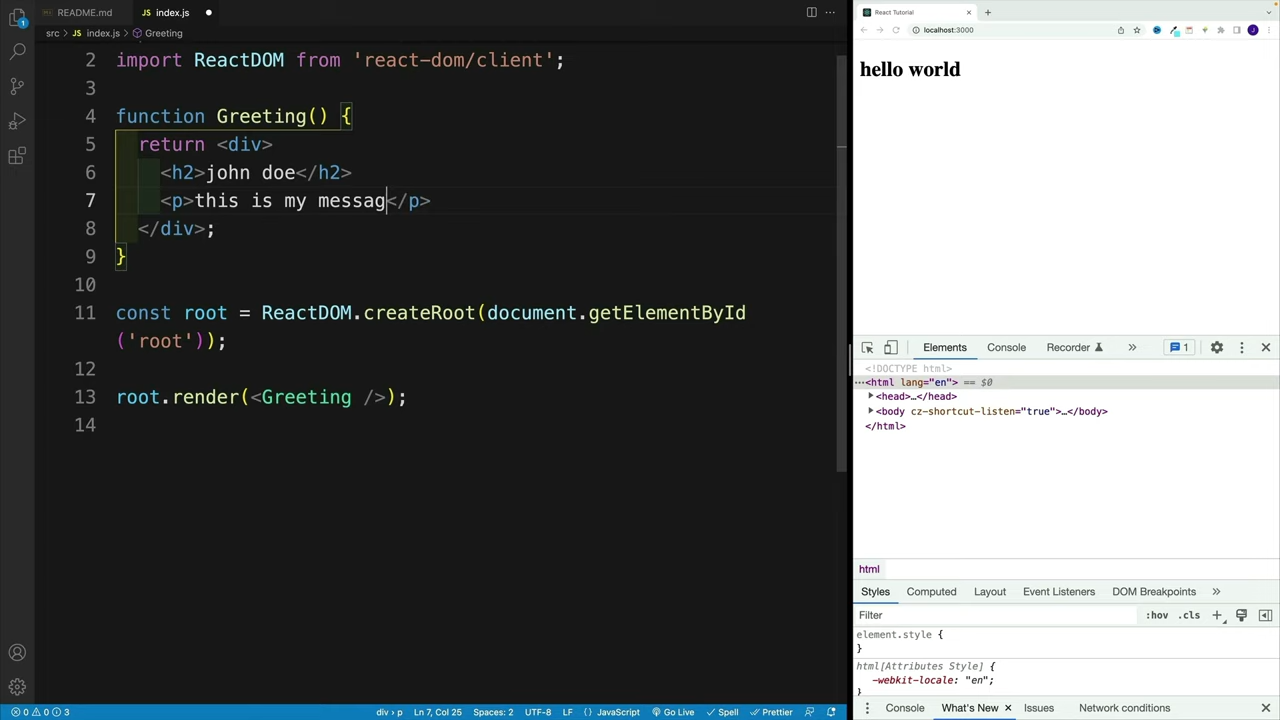 README.md
index.js
src > index.js > Greeting
2 import ReactDOM from 'react-dom/client';
3
4 function Greeting() {
5 return <div>
6 <h2>john doe</h2>
7 <p>this is my messag</p>
8 </div>;
9 }
10
11 const root = ReactDOM.createRoot(document.getElementById
('root'));
12
13 root.render(<Greeting />);
14
1
0 0 3
div > p
Ln 7, Col 25
Spaces: 2
UTF-8
LF
{ } JavaScript
Go Live
Spell
Prettier
React Tutorial
localhost:3000
J
hello world
Elements
Console
Recorder
1
<!DOCTYPE html>
<html lang="en"> == $0
<head>…</head>
<body cz-shortcut-listen="true">…</body>
</html>
html
Styles
Computed
Layout
Event Listeners
DOM Breakpoints
Filter
:hov .cls
element.style {
}
html[Attributes Style] {
-webkit-locale: "en";
}
Console
What's New
Issues
Network conditions